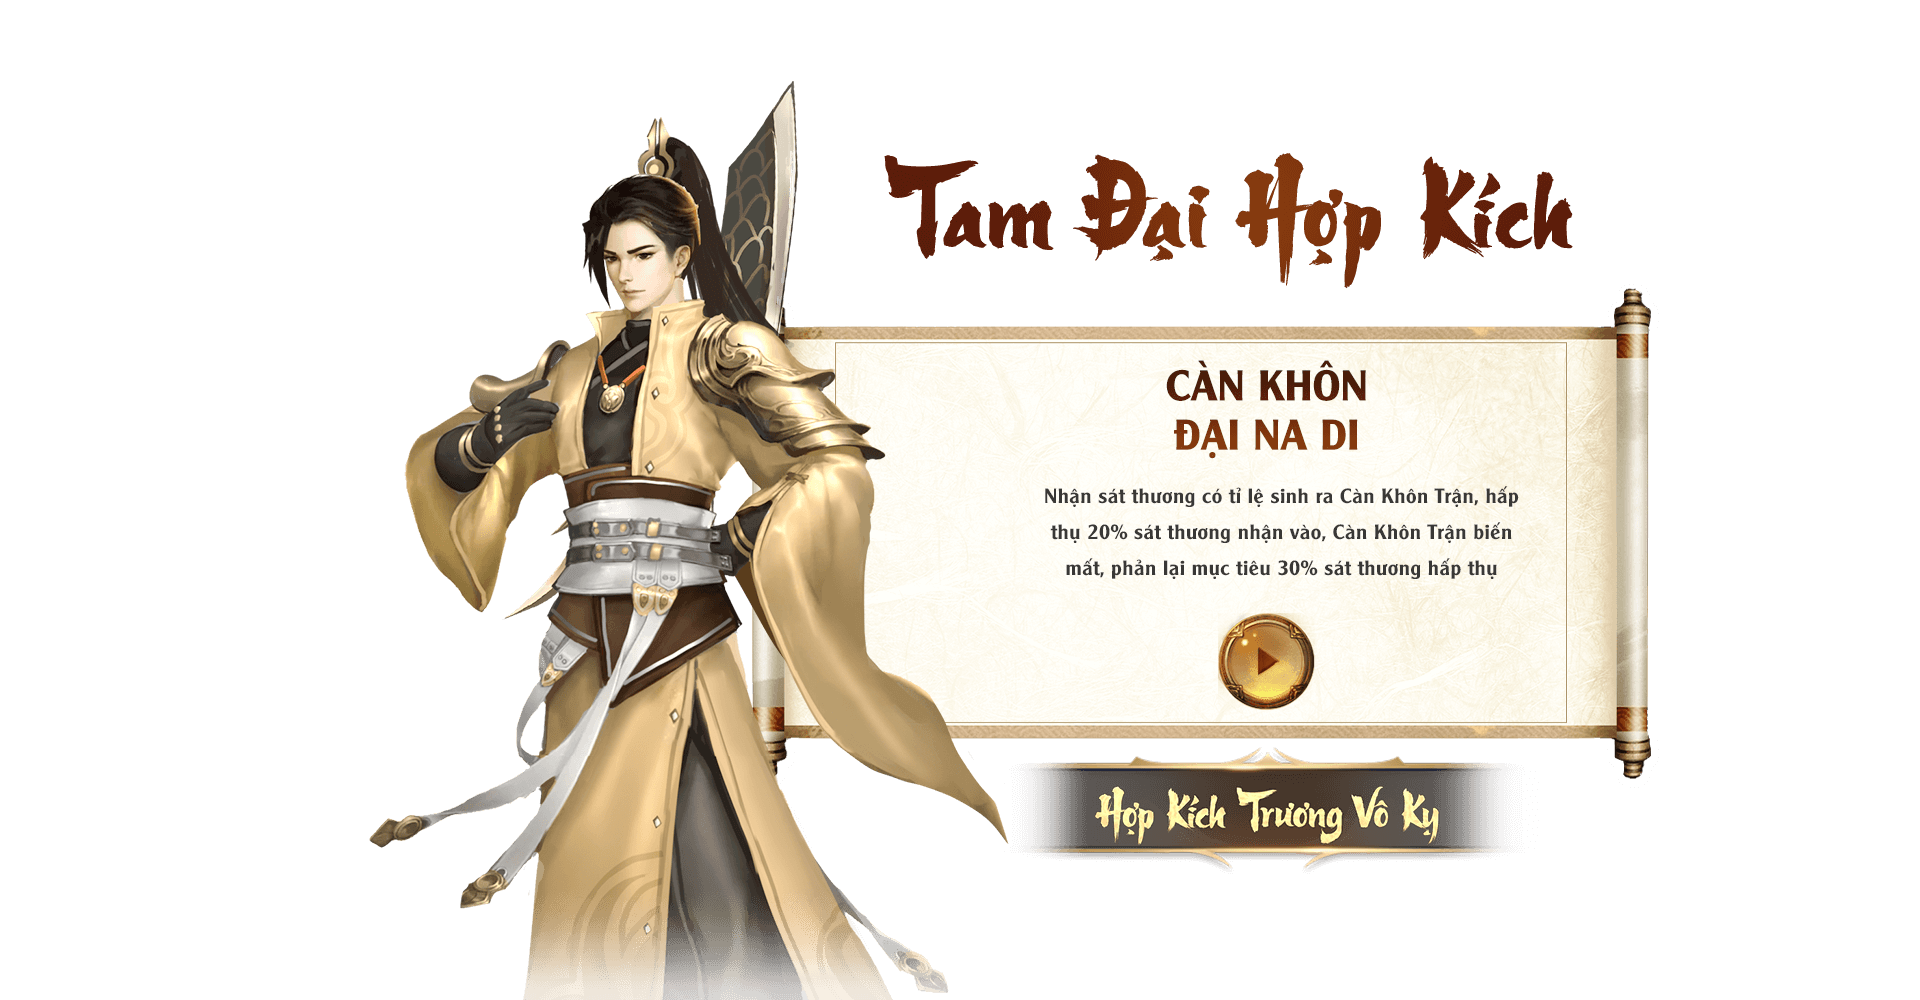 Tam Đại Hợp Kích
CÀN KHÔN
ĐẠI NA DI
Nhận sát thương có tỉ lệ sinh ra Càn Khôn Trận, hấp
thụ 20% sát thương nhận vào, Càn Khôn Trận biến
mất, phản lại mục tiêu 30% sát thương hấp thụ
Hợp Kích Trương Vô Kỵ